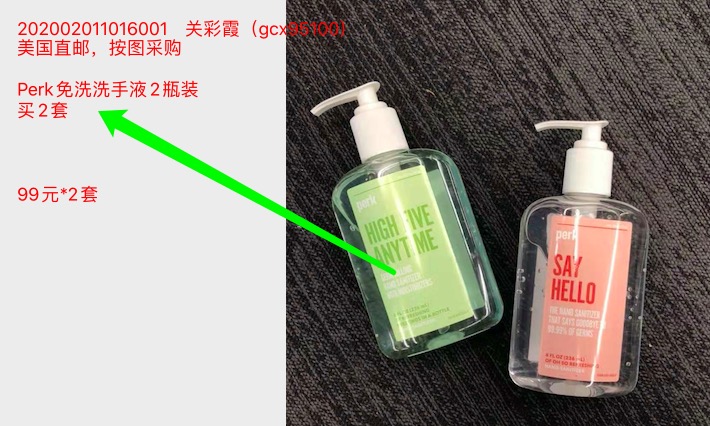 202002011016001 关彩霞（gcx95100）
美国直邮，按图采购
Perk免洗洗手液2瓶装
买2套
99元*2套
perk
HIGH FIVE
ANYTIME
HAND SANITIZER
perk
SAY
HELLO
THE HAND SANITIZER
THAT SAYS GOODBYE TO
99.99% OF GERMS
8 FL OZ (236 mL)